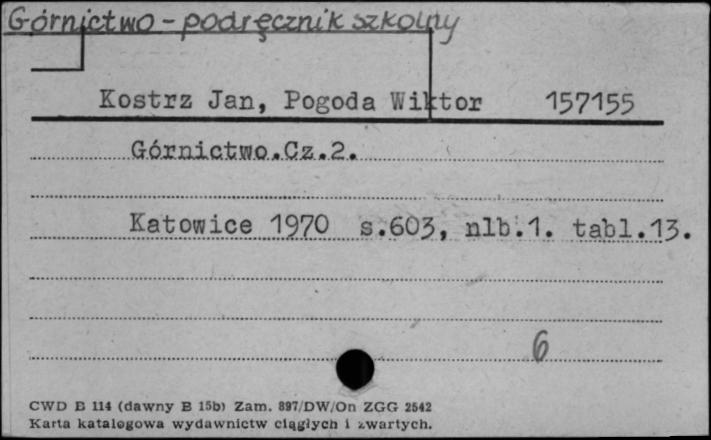 Górnictwo - podręcznik szkolny
Kostrz Jan, Pogoda Wiktor 157155
Górnictwo.Cz.2.
Katowice 1970 s.603, nlb.1. tabl.13.
6
CWD B 114 (dawny B 15b) Zam. 897/DW/On ZGG 2542
Karta katalogowa wydawnictw ciągłych i zwartych.